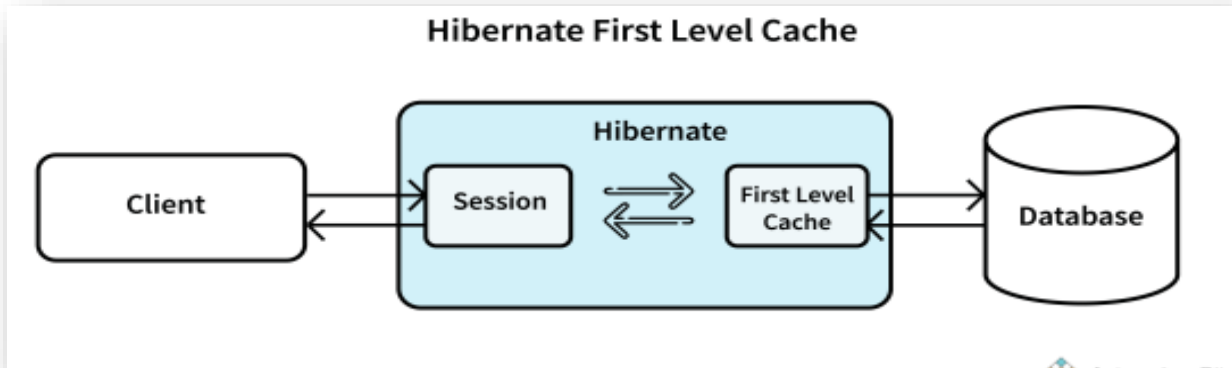 Hibernate First Level Cache
Hibernate
Client
Session
First Level
Cache
Database